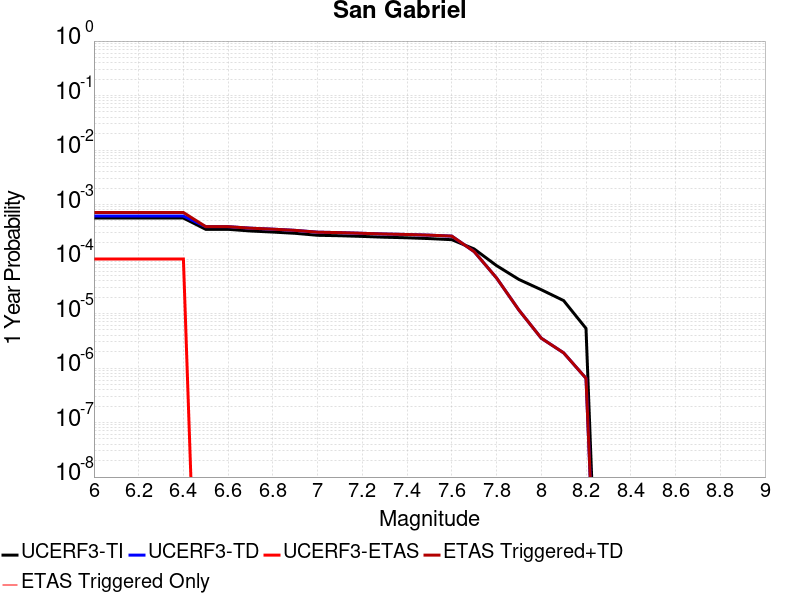 San Gabriel
10^0
10^-1
10^-2
10^-3
10^-4
10^-5
10^-6
10^-7
10^-8
1 Year Probability
6 6.2 6.4 6.6 6.8 7 7.2 7.4 7.6 7.8 8 8.2 8.4 8.6 8.8 9
Magnitude
UCERF3-TI UCERF3-TD UCERF3-ETAS ETAS Triggered+TD
ETAS Triggered Only